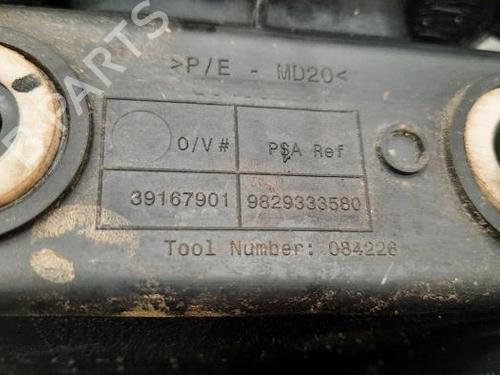 >P/E - MD20<
O/V# PSA Ref
39167901 9829333580
Tool Number: 084226